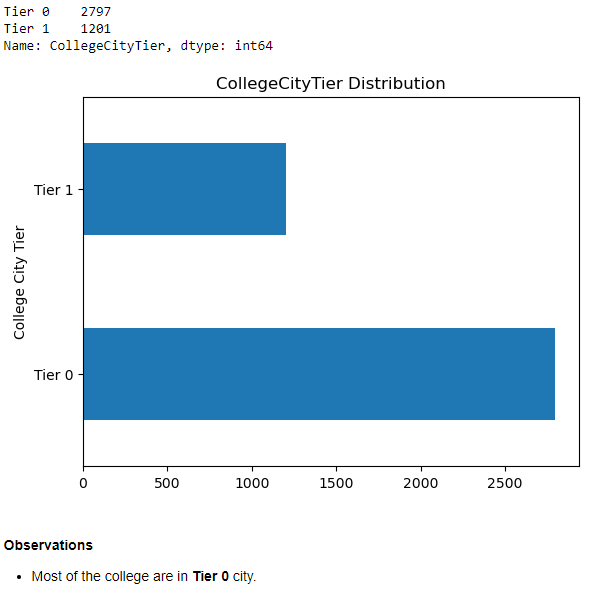 Tier 0    2797
Tier 1    1201
Name: CollegeCityTier, dtype: int64
CollegeCityTier Distribution
Tier 1
College City Tier
Tier 0
0 500 1000 1500 2000 2500
Observations
• Most of the college are in Tier 0 city.